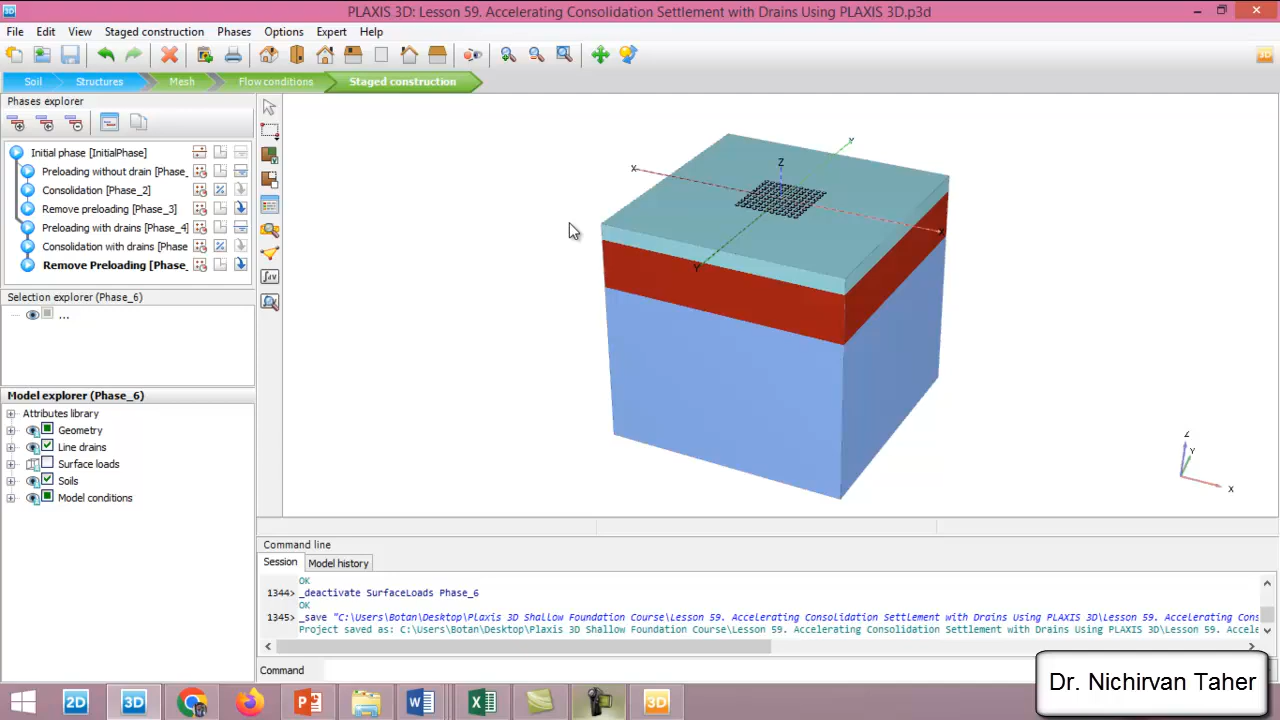 PLAXIS 3D: Lesson 59. Accelerating Consolidation Settlement with Drains Using PLAXIS 3D.p3d
File Edit View Staged construction Phases Options Expert Help
Soil Structures Mesh Flow conditions Staged construction
Phases explorer
Initial phase [InitialPhase]
Preloading without drain [Phase_
Consolidation [Phase_2]
Remove preloading [Phase_3]
Preloading with drains [Phase_4]
Consolidation with drains [Phase
Remove Preloading [Phase_
Selection explorer (Phase_6)
...
Model explorer (Phase_6)
Attributes library
Geometry
Line drains
Surface loads
Soils
Model conditions
X
Y
Z
Y
Z
Y
X
Command line
Session Model history
OK
1344> _deactivate SurfaceLoads Phase_6
OK
1345> _save "C:\Users\Botan\Desktop\Plaxis 3D Shallow Foundation Course\Lesson 59. Accelerating Consolidation Settlement with Drains Using PLAXIS 3D\Lesson 59. Accelerating Cons
Project saved as: C:\Users\Botan\Desktop\Plaxis 3D Shallow Foundation Course\Lesson 59. Accelerating Consolidation Settlement with Drains Using PLAXIS 3D\Lesson 59. Accele
Command
Dr. Nichirvan Taher
2D 3D 3D